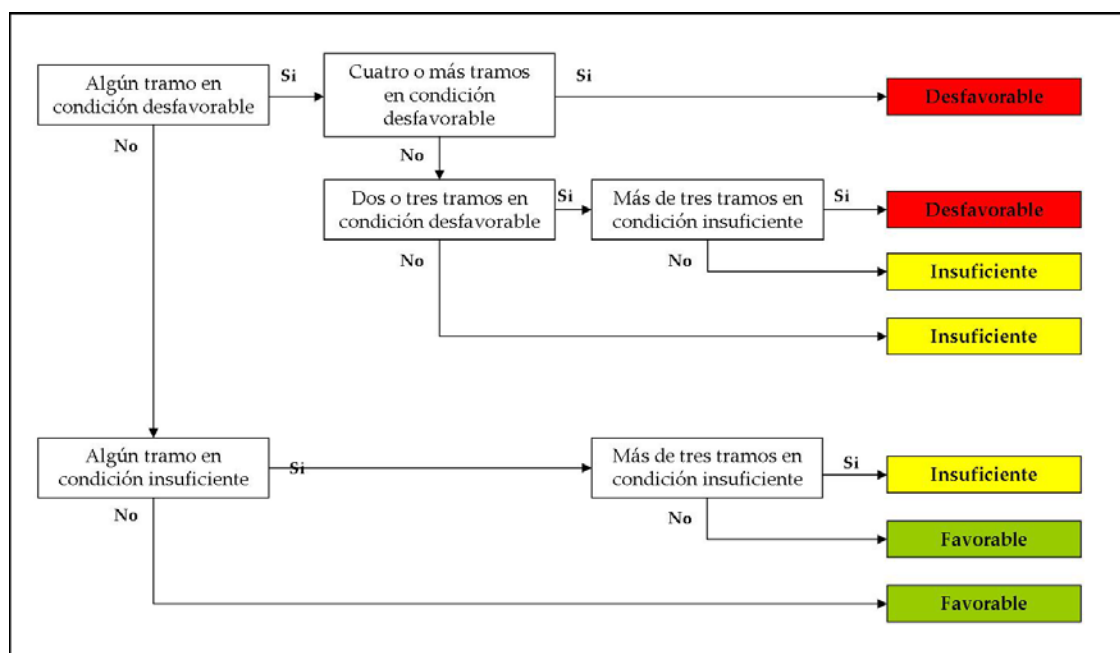 Algún tramo en
condición desfavorable
Si
Cuatro o más tramos
en condición
desfavorable
Si
Desfavorable
No
No
Dos o tres tramos en
condición desfavorable
Si
Más de tres tramos en
condición insuficiente
Si
Desfavorable
No
No
Insuficiente
Insuficiente
Algún tramo en
condición insuficiente
Si
Más de tres tramos en
condición insuficiente
Si
Insuficiente
No
No
Favorable
Favorable